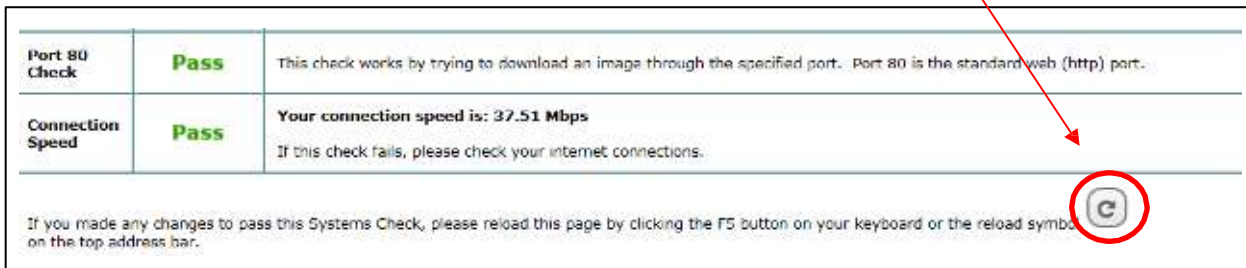 Port 80
Check
Pass
This check works by trying to download an image through the specified port. Port 80 is the standard web (http) port.
Connection
Speed
Pass
Your connection speed is: 37.51 Mbps
If this check fails, please check your internet connections.
If you made any changes to pass this Systems Check, please reload this page by clicking the F5 button on your keyboard or the reload symbol
on the top address bar.